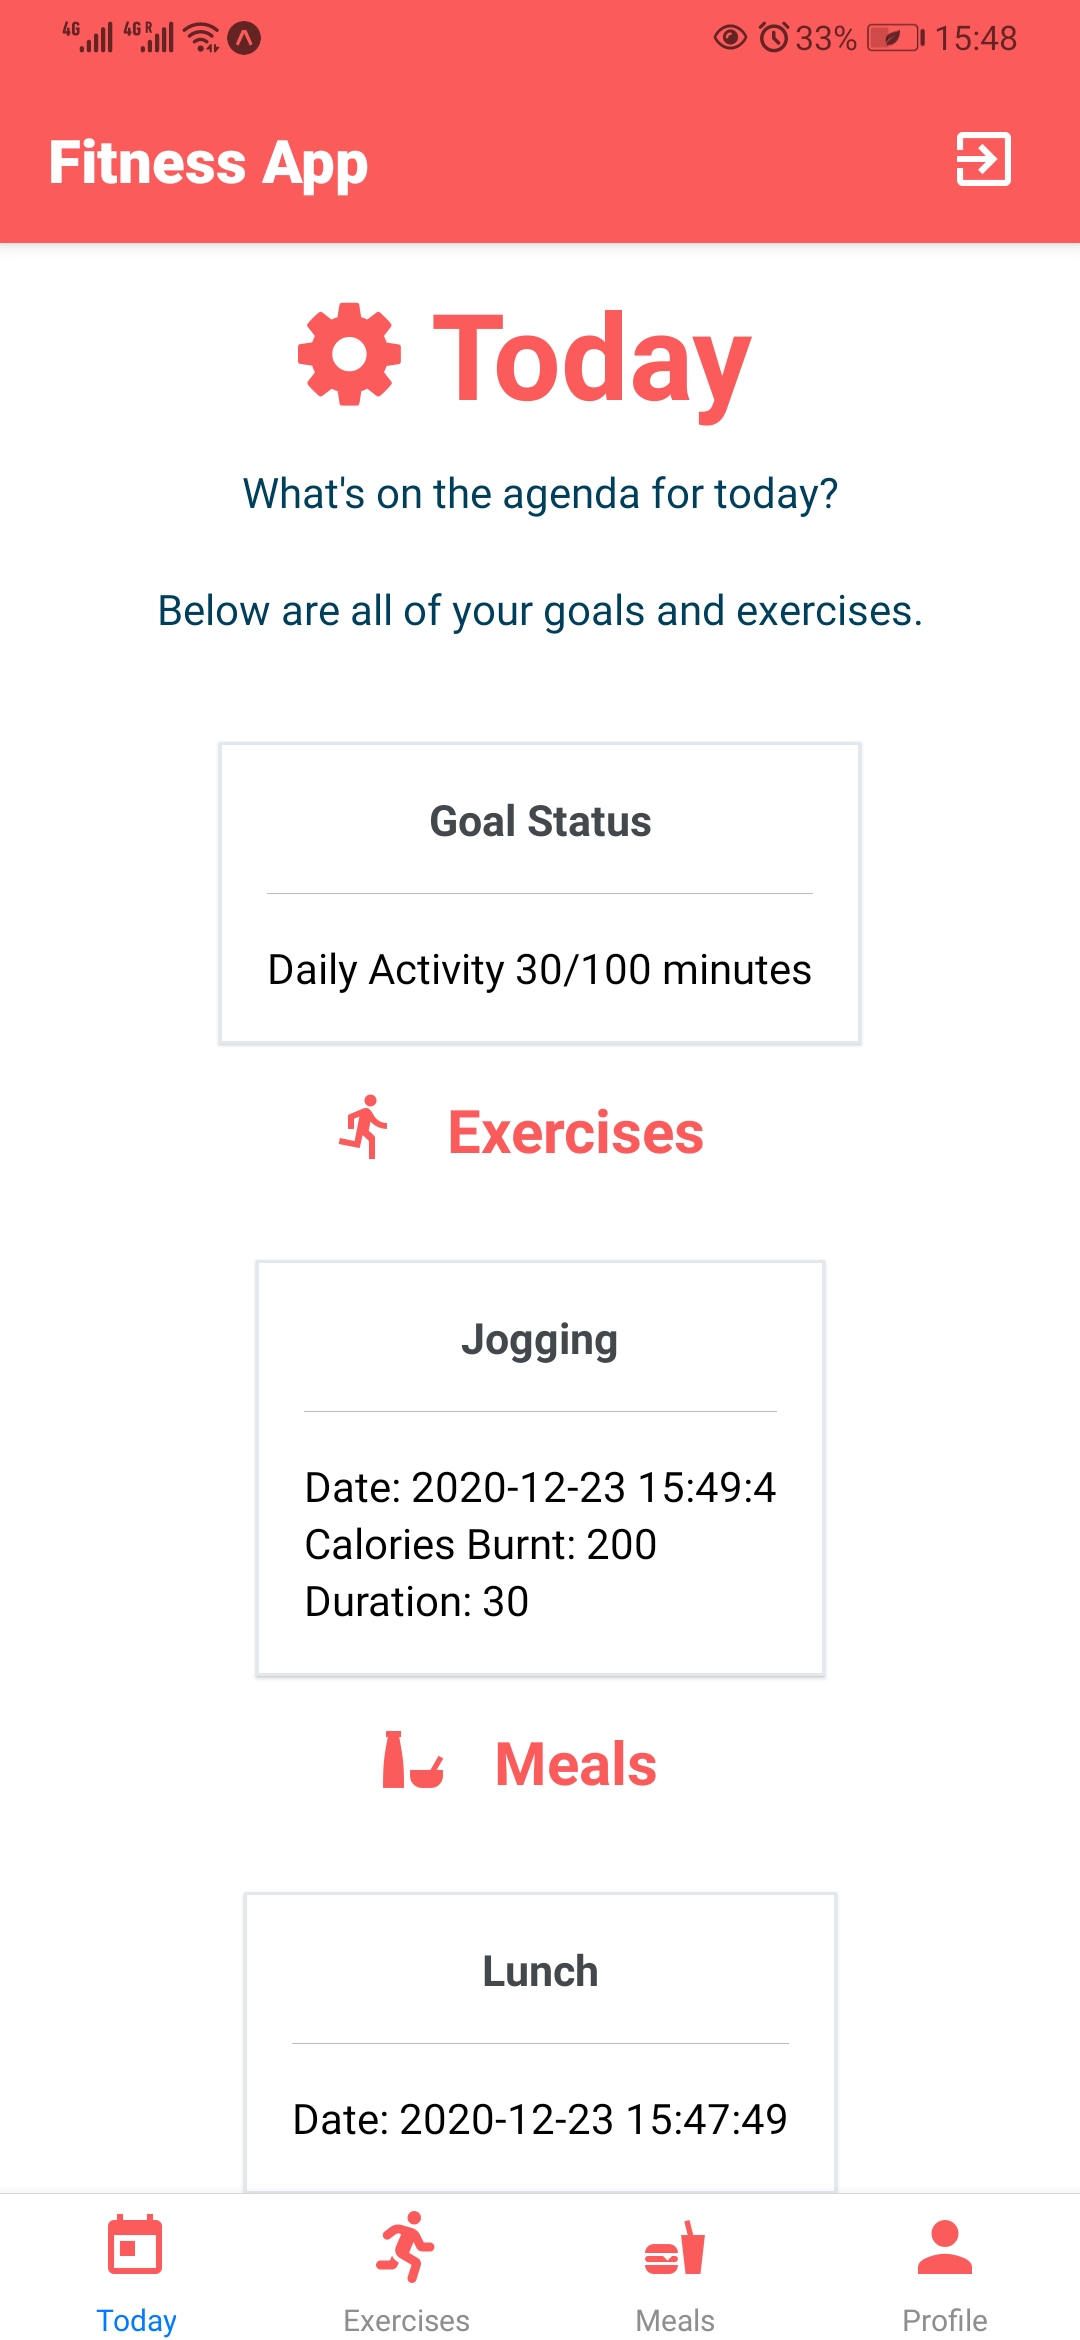 4G 4G R 33% 15:48
Fitness App
Today
What's on the agenda for today?
Below are all of your goals and exercises.
Goal Status
Daily Activity 30/100 minutes
Exercises
Jogging
Date: 2020-12-23 15:49:4
Calories Burnt: 200
Duration: 30
Meals
Lunch
Date: 2020-12-23 15:47:49
Today Exercises Meals Profile